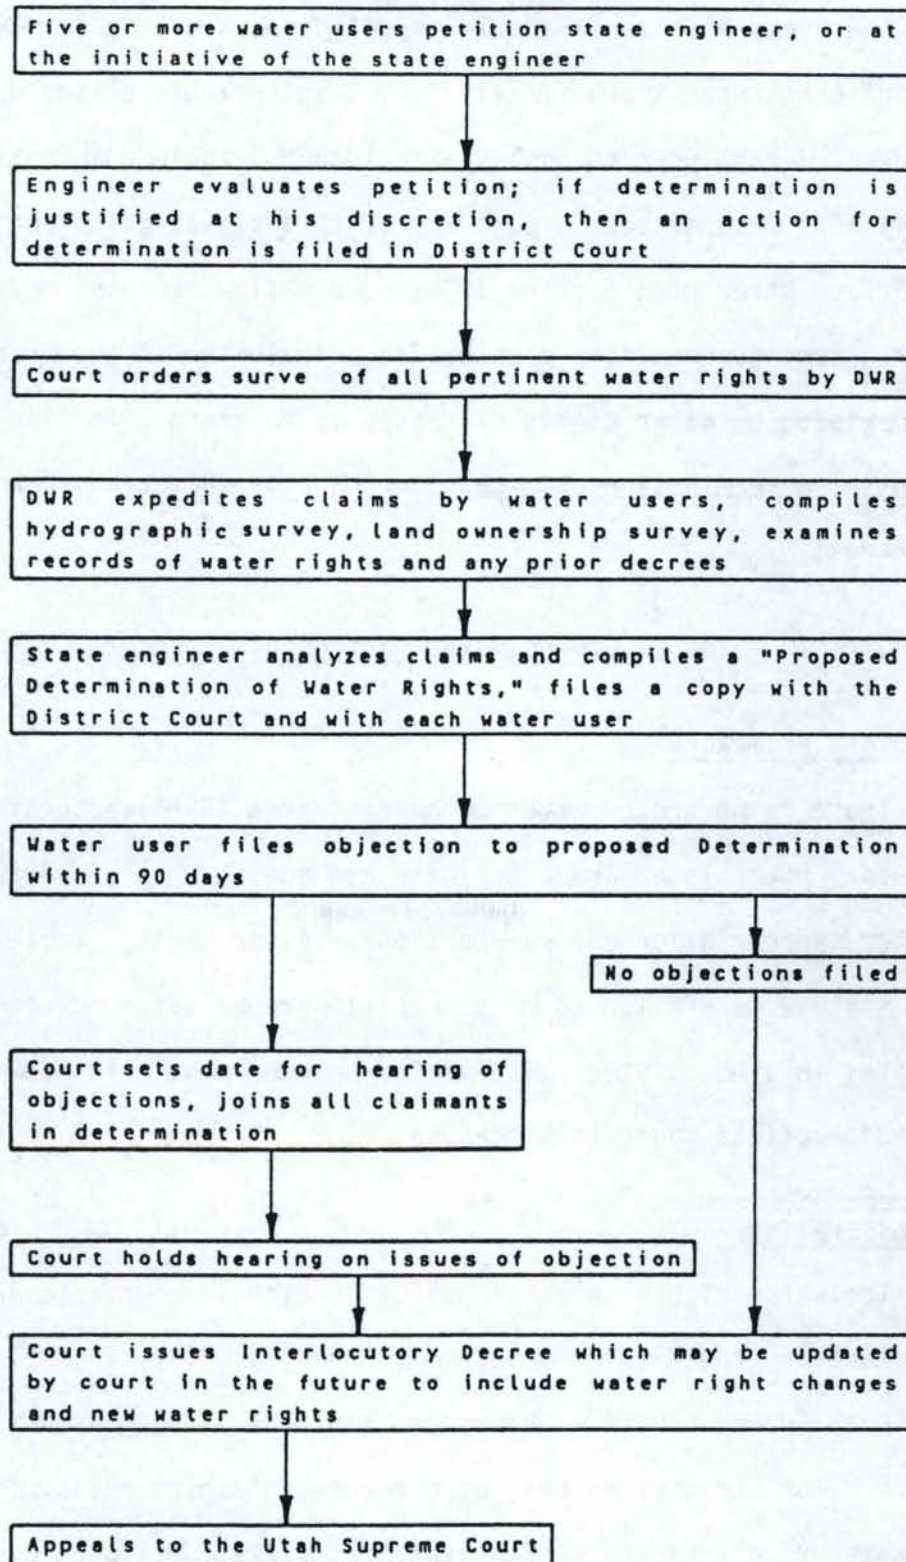 Five or more water users petition state engineer, or at
the initiative of the state engineer
Engineer evaluates petition; if determination is
justified at his discretion, then an action for
determination is filed in District Court
Court orders surve of all pertinent water rights by DWR
DWR expedites claims by water users, compiles
hydrographic survey, land ownership survey, examines
records of water rights and any prior decrees
State engineer analyzes claims and compiles a "Proposed
Determination of Water Rights," files a copy with the
District Court and with each water user
Water user files objection to proposed Determination
within 90 days
No objections filed
Court sets date for hearing of
objections, joins all claimants
in determination
Court holds hearing on issues of objection
Court issues Interlocutory Decree which may be updated
by court in the future to include water right changes
and new water rights
Appeals to the Utah Supreme Court